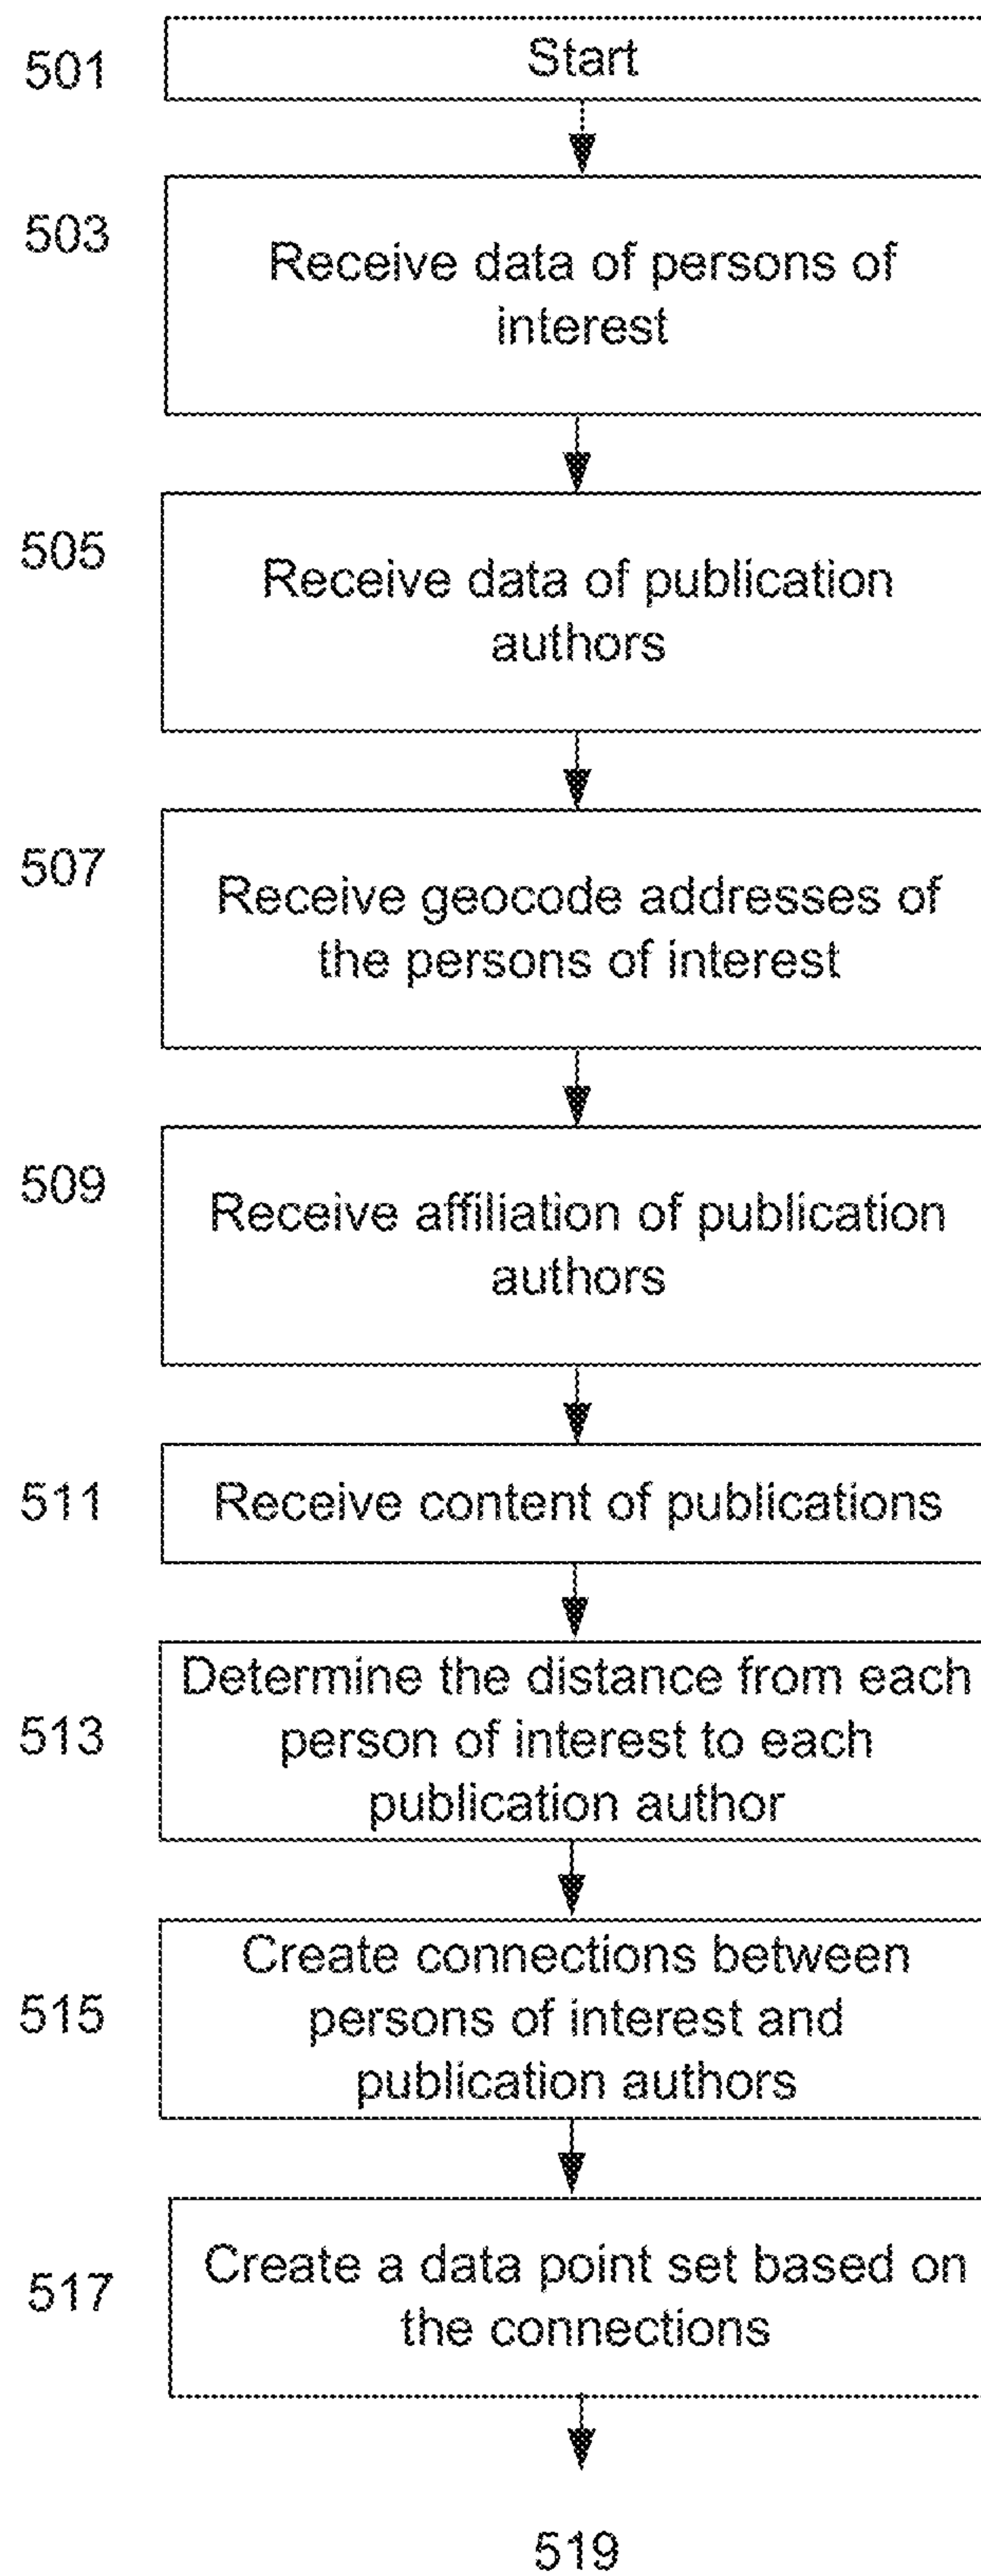 501
Start
503
Receive data of persons of
interest
505
Receive data of publication
authors
507
Receive geocode addresses of
the persons of interest
509
Receive affiliation of publication
authors
511
Receive content of publications
513
Determine the distance from each
person of interest to each
publication author
515
Create connections between
persons of interest and
publication authors
517
Create a data point set based on
the connections
519